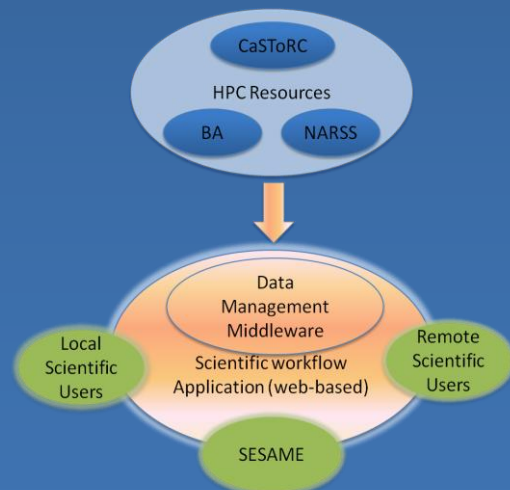 CaSToRC
HPC Resources
BA
NARSS
Data
Management
Middleware
Local
Scientific
Users
Scientific workflow
Application (web-based)
Remote
Scientific
Users
SESAME